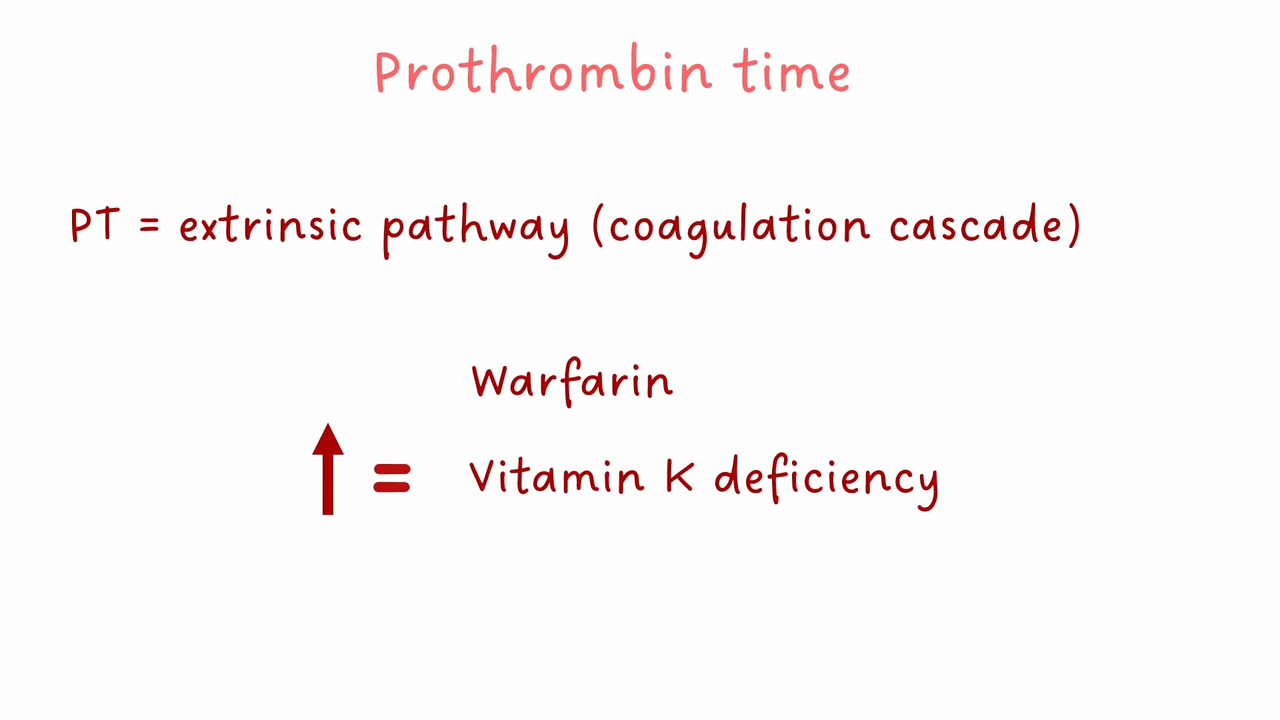 Prothrombin time
PT = extrinsic pathway (coagulation cascade)
Warfarin
↑ = Vitamin K deficiency